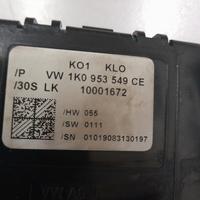 KO1 KLO
/P VW 1K0 953 549 CE
/30S LK 10001672
/HW 055
/SW 0111
/SN 01019083130197